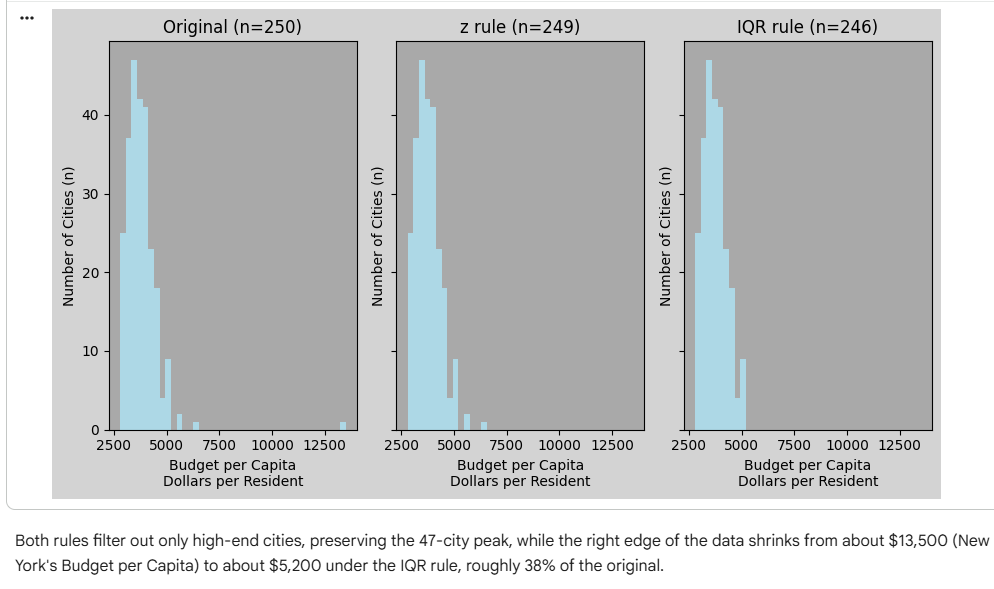 •••
Original (n=250)
z rule (n=249)
IQR rule (n=246)
Number of Cities (n)
40
30
20
10
0
2500 5000 7500 10000 12500
Budget per Capita
Dollars per Resident
Number of Cities (n)
2500 5000 7500 10000 12500
Budget per Capita
Dollars per Resident
Number of Cities (n)
2500 5000 7500 10000 12500
Budget per Capita
Dollars per Resident
Both rules filter out only high-end cities, preserving the 47-city peak, while the right edge of the data shrinks from about $13,500 (New
York's Budget per Capita) to about $5,200 under the IQR rule, roughly 38% of the original.